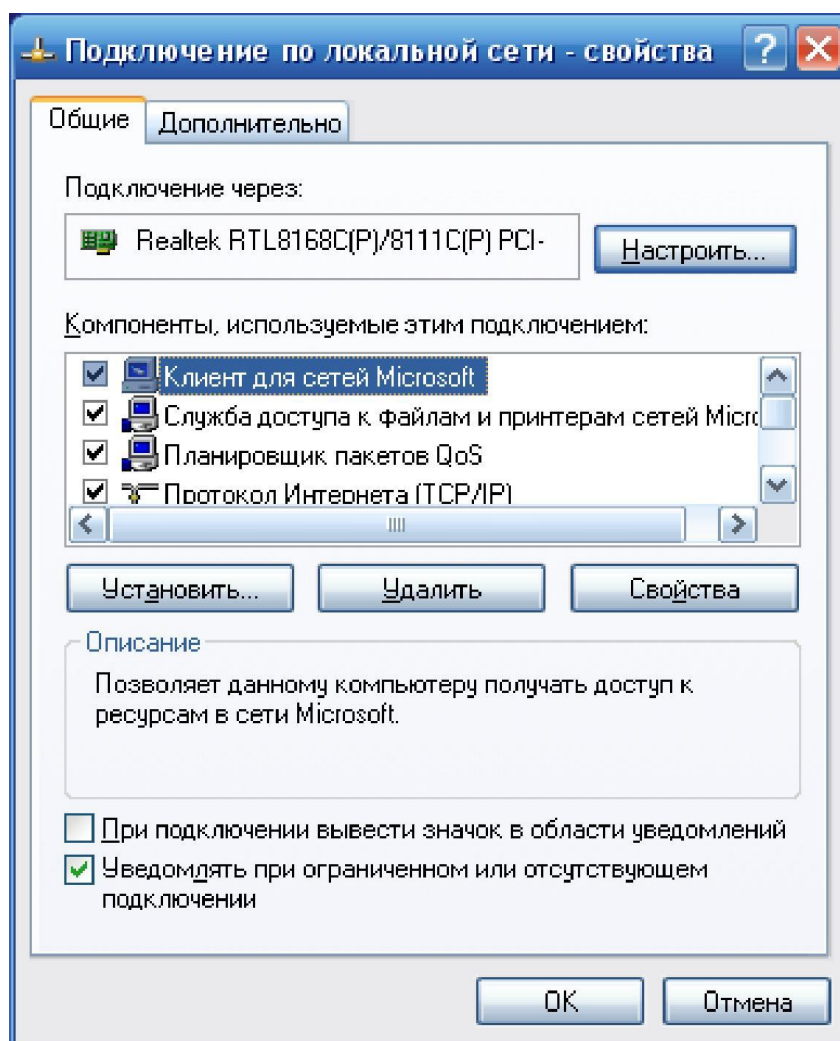 Подключение по локальной сети - свойства
Общие
Дополнительно
Подключение через:
Realtek RTL8168C(P)/8111C(P) PCI-
Настроить...
Компоненты, используемые этим подключением:
Клиент для сетей Microsoft
Служба доступа к файлам и принтерам сетей Micro
Планировщик пакетов QoS
Протокол Интернета (TCP/IP)
Установить...
Удалить
Свойства
Описание
Позволяет данному компьютеру получать доступ к
ресурсам в сети Microsoft.
При подключении вывести значок в области уведомлений
Уведомлять при ограниченном или отсутствующем
подключении
OK
Отмена